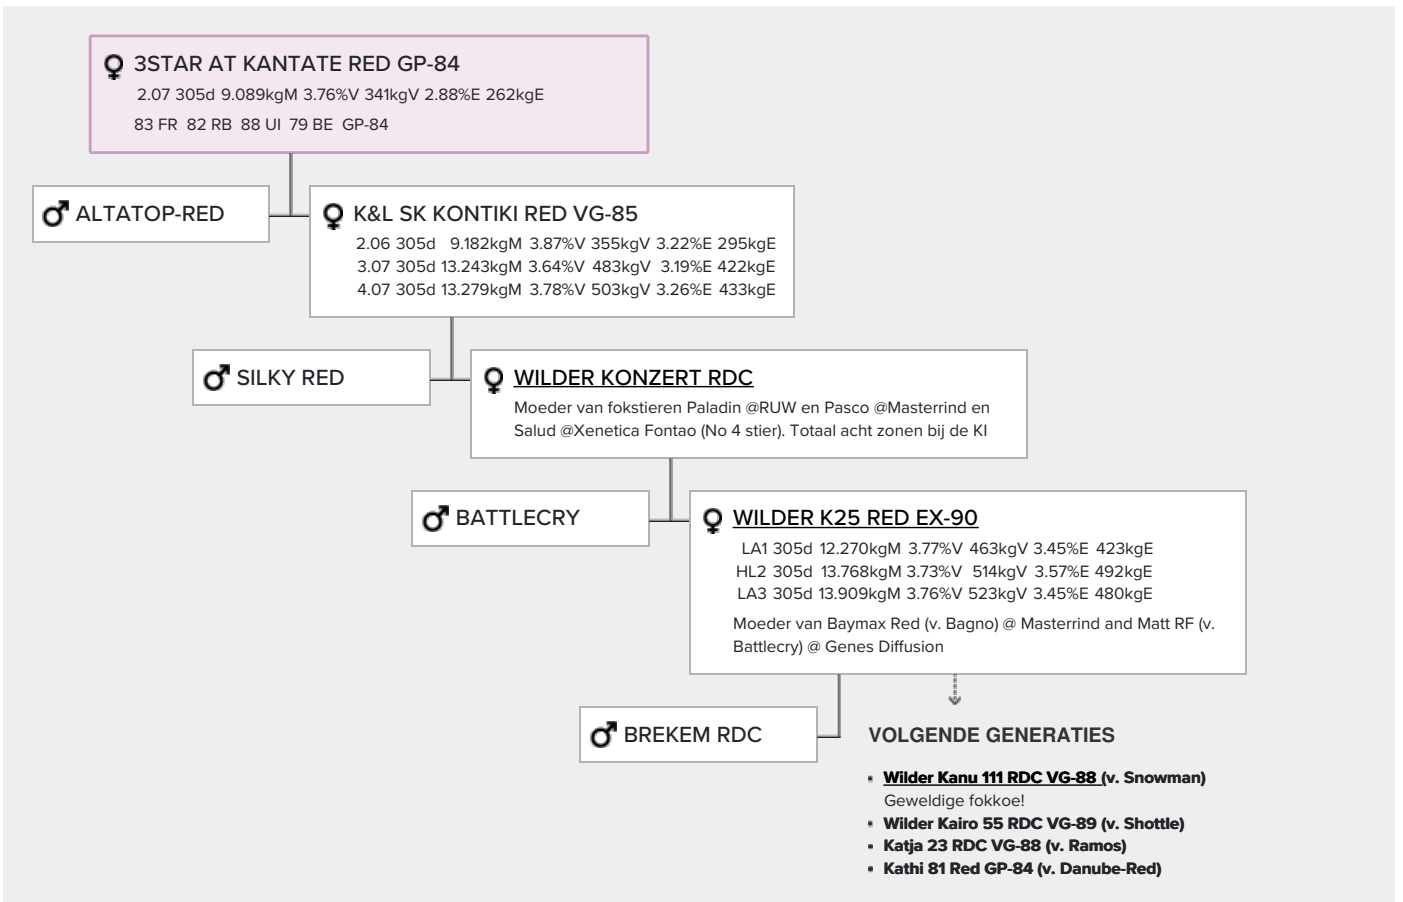 3STAR AT KANTATE RED GP-84
2.07 305d 9.089kgM 3.76%V 341kgV 2.88%E 262kgE
83 FR 82 RB 88 UI 79 BE GP-84
ALTATOP-RED
K&L SK KONTIKI RED VG-85
2.06 305d 9.182kgM 3.87%V 355kgV 3.22%E 295kgE
3.07 305d 13.243kgM 3.64%V 483kgV 3.19%E 422kgE
4.07 305d 13.279kgM 3.78%V 503kgV 3.26%E 433kgE
SILKY RED
WILDER KONZERT RDC
Moeder van fokstieren Paladin @RUW en Pasco @Masterrind en
Salud @Xenetica Fontao (No 4 stier). Totaal acht zonen bij de KI
BATTLECRY
WILDER K25 RED EX-90
LA1 305d 12.270kgM 3.77%V 463kgV 3.45%E 423kgE
HL2 305d 13.768kgM 3.73%V 514kgV 3.57%E 492kgE
LA3 305d 13.909kgM 3.76%V 523kgV 3.45%E 480kgE
Moeder van Baymax Red (v. Bagno) @ Masterrind and Matt RF (v.
Battlecry) @ Genes Diffusion
BREKEM RDC
VOLGENDE GENERATIES
• Wilder Kanu 111 RDC VG-88 (v. Snowman)
Geweldige fokkoe!
• Wilder Kairo 55 RDC VG-89 (v. Shottle)
• Katja 23 RDC VG-88 (v. Ramos)
• Kathi 81 Red GP-84 (v. Danube-Red)